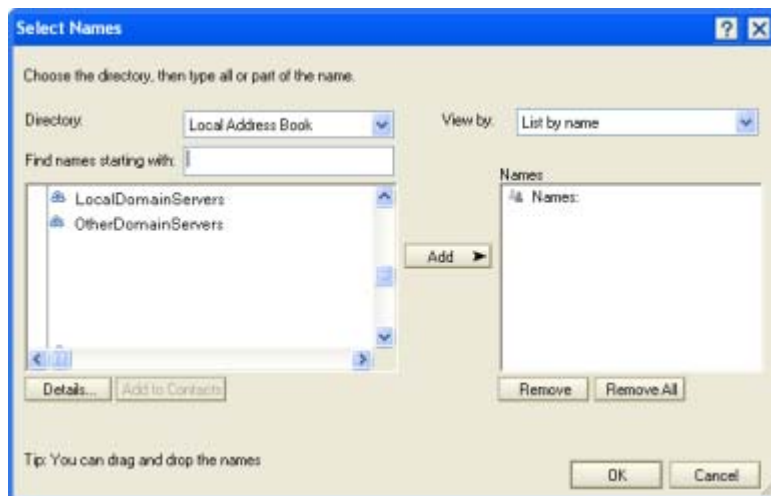 Select Names
Choose the directory, then type all or part of the name.
Directory: Local Address Book View by: List by name
Find names starting with:
Names
LocalDomainServers
Names:
OtherDomainServers
Add
Details... Add to Contacts Remove Remove All
Tip: You can drag and drop the names
OK Cancel